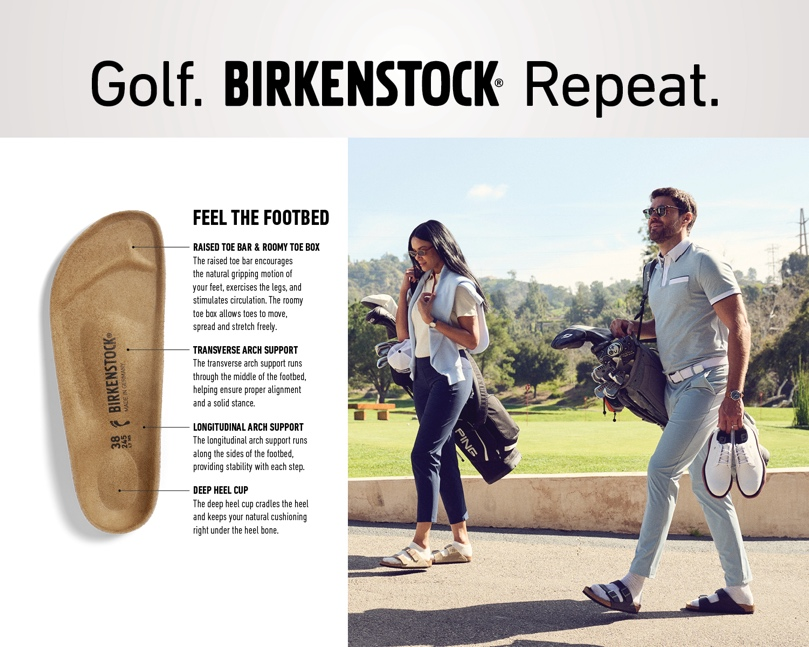 Golf. BIRKENSTOCK® Repeat.
FEEL THE FOOTBED
RAISED TOE BAR & ROOMY TOE BOX
The raised toe bar encourages
the natural gripping motion of
your feet, exercises the legs, and
stimulates circulation. The roomy
toe box allows toes to move,
spread and stretch freely.
TRANSVERSE ARCH SUPPORT
The transverse arch support runs
through the middle of the footbed,
helping ensure proper alignment
and a solid stance.
LONGITUDINAL ARCH SUPPORT
The longitudinal arch support runs
along the sides of the footbed,
providing stability with each step.
DEEP HEEL CUP
The deep heel cup cradles the heel
and keeps your natural cushioning
right under the heel bone.
BIRKENSTOCK®
MADE IN GERMANY
38
245
PING